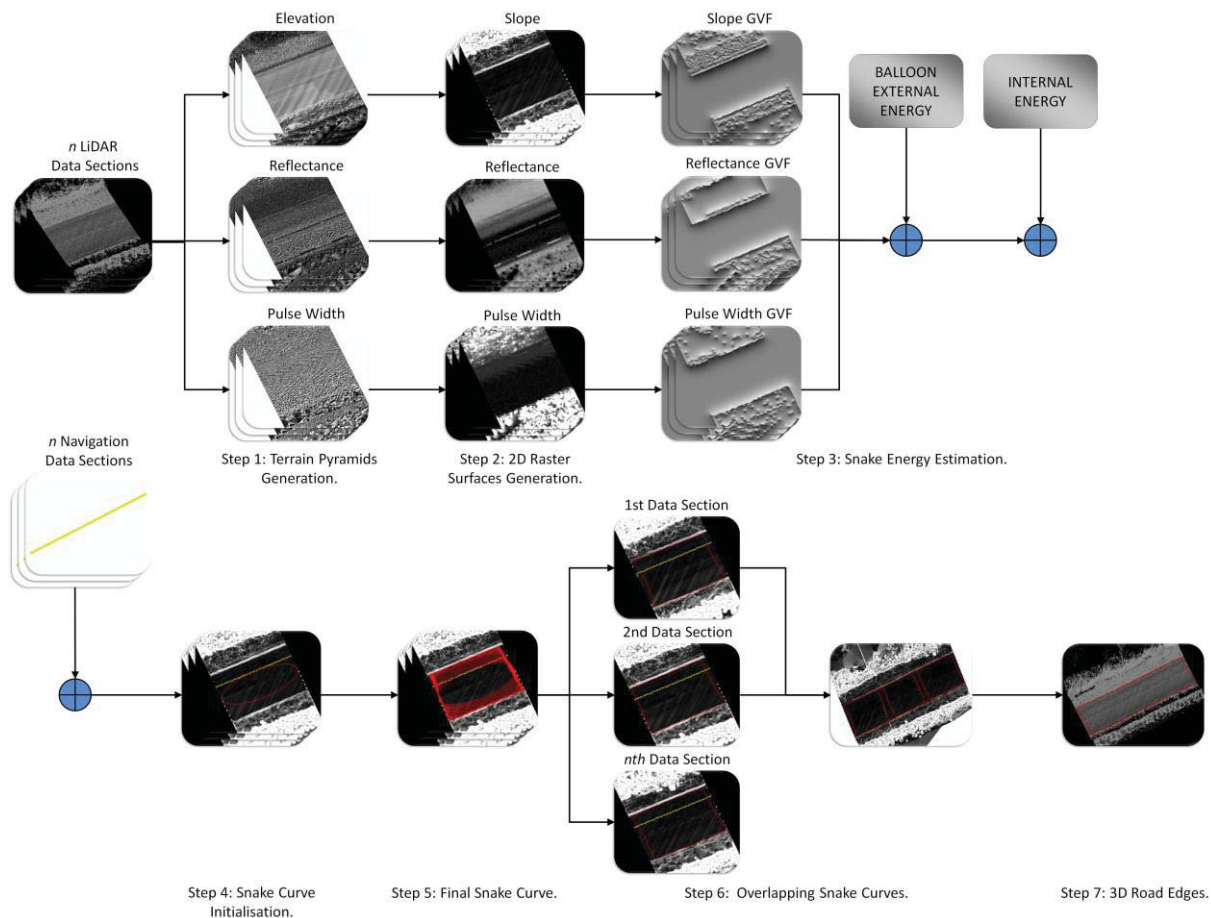 Elevation
Slope
Slope GVF
BALLOON
EXTERNAL
ENERGY
INTERNAL
ENERGY
n LiDAR
Data Sections
Reflectance
Reflectance
Reflectance GVF
Pulse Width
Pulse Width
Pulse Width GVF
n Navigation
Data Sections
Step 1: Terrain Pyramids
Generation.
Step 2: 2D Raster
Surfaces Generation.
Step 3: Snake Energy Estimation.
1st Data Section
2nd Data Section
nth Data Section
Step 4: Snake Curve
Initialisation.
Step 5: Final Snake Curve.
Step 6: Overlapping Snake Curves.
Step 7: 3D Road Edges.